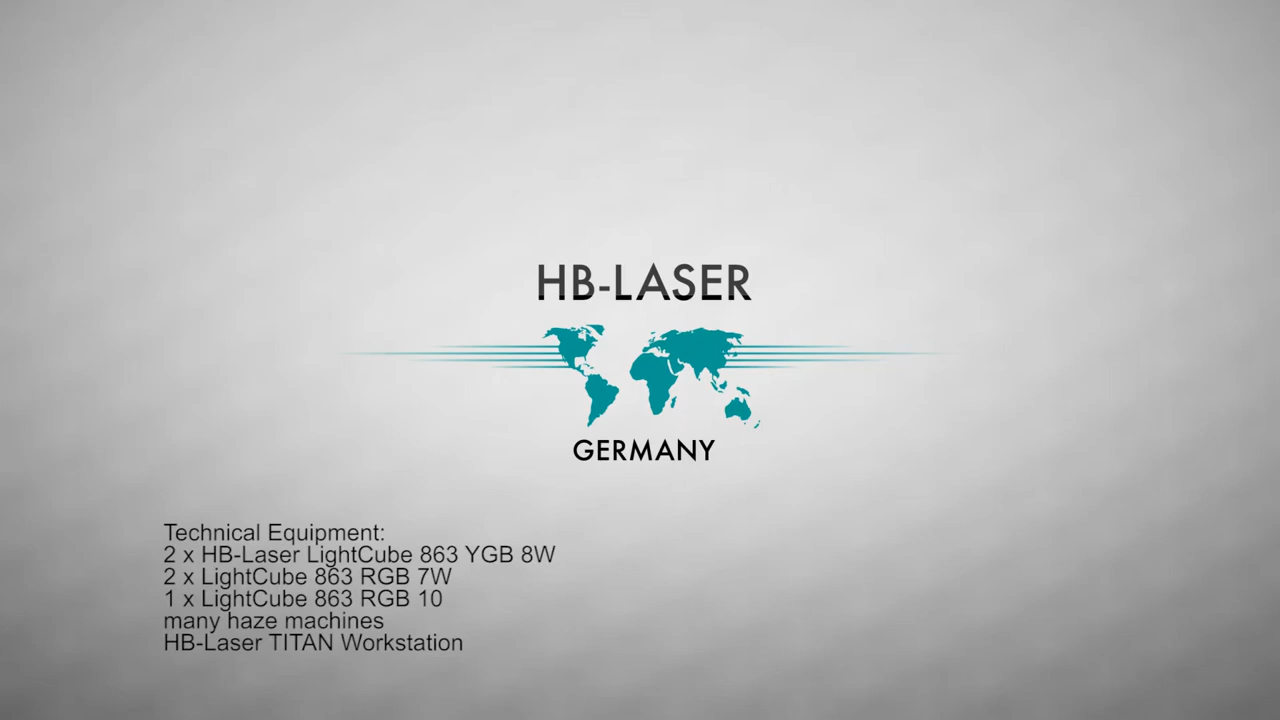 HB-LASER
GERMANY
Technical Equipment:
2 x HB-Laser LightCube 863 YGB 8W
2 x LightCube 863 RGB 7W
1 x LightCube 863 RGB 10
many haze machines
HB-Laser TITAN Workstation